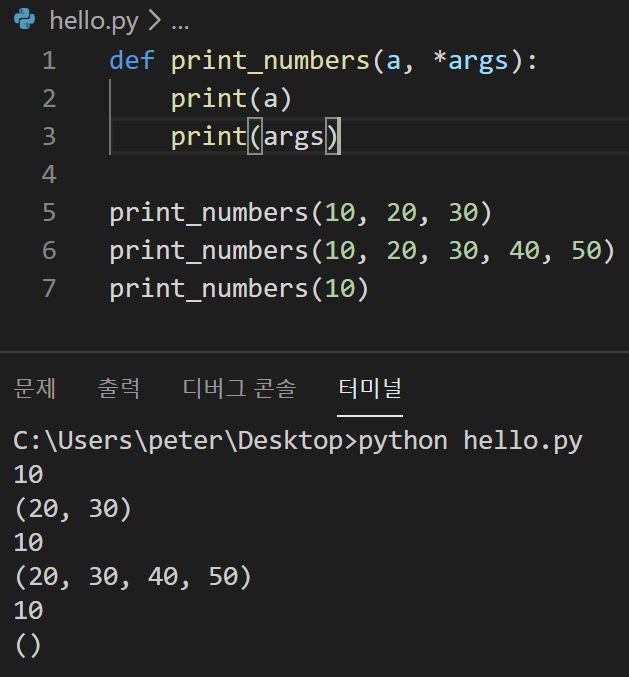 hello.py > ...
1 def print_numbers(a, *args):
2     print(a)
3     print(args)
4
5 print_numbers(10, 20, 30)
6 print_numbers(10, 20, 30, 40, 50)
7 print_numbers(10)
문제 출력 디버그 콘솔 터미널
C:\Users\peter\Desktop>python hello.py
10
(20, 30)
10
(20, 30, 40, 50)
10
()